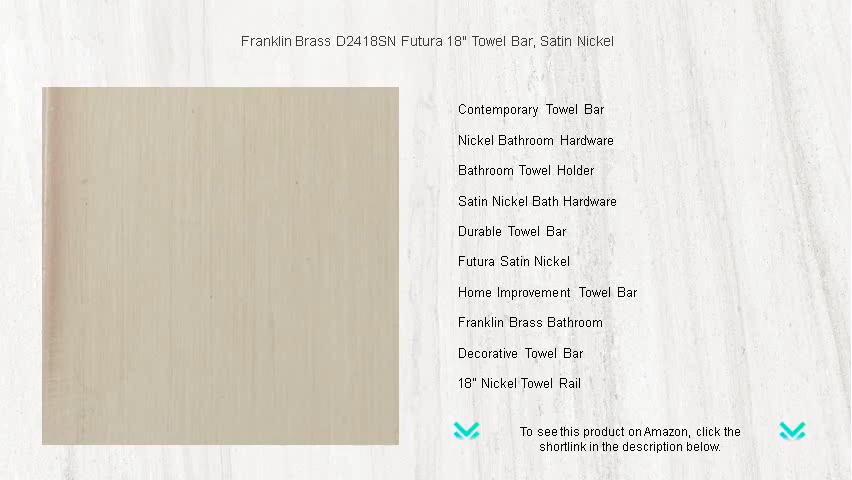 Franklin Brass D2418SN Futura 18" Towel Bar, Satin Nickel
Contemporary Towel Bar
Nickel Bathroom Hardware
Bathroom Towel Holder
Satin Nickel Bath Hardware
Durable Towel Bar
Futura Satin Nickel
Home Improvement Towel Bar
Franklin Brass Bathroom
Decorative Towel Bar
18" Nickel Towel Rail
To see this product on Amazon, click the
shortlink in the description below.